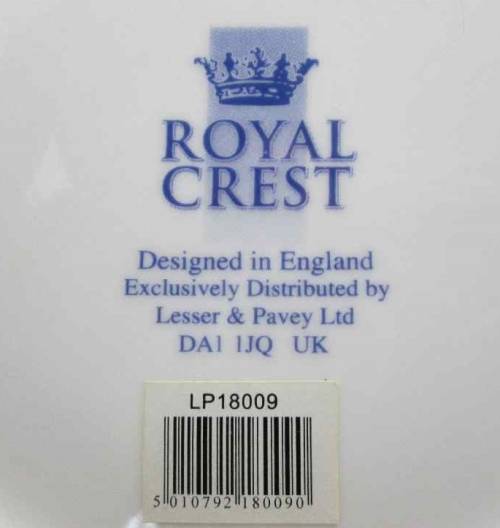 ROYAL
CREST
Designed in England
Exclusively Distributed by
Lesser & Pavey Ltd
DA1 1JQ UK
LP18009
5 010792 180090